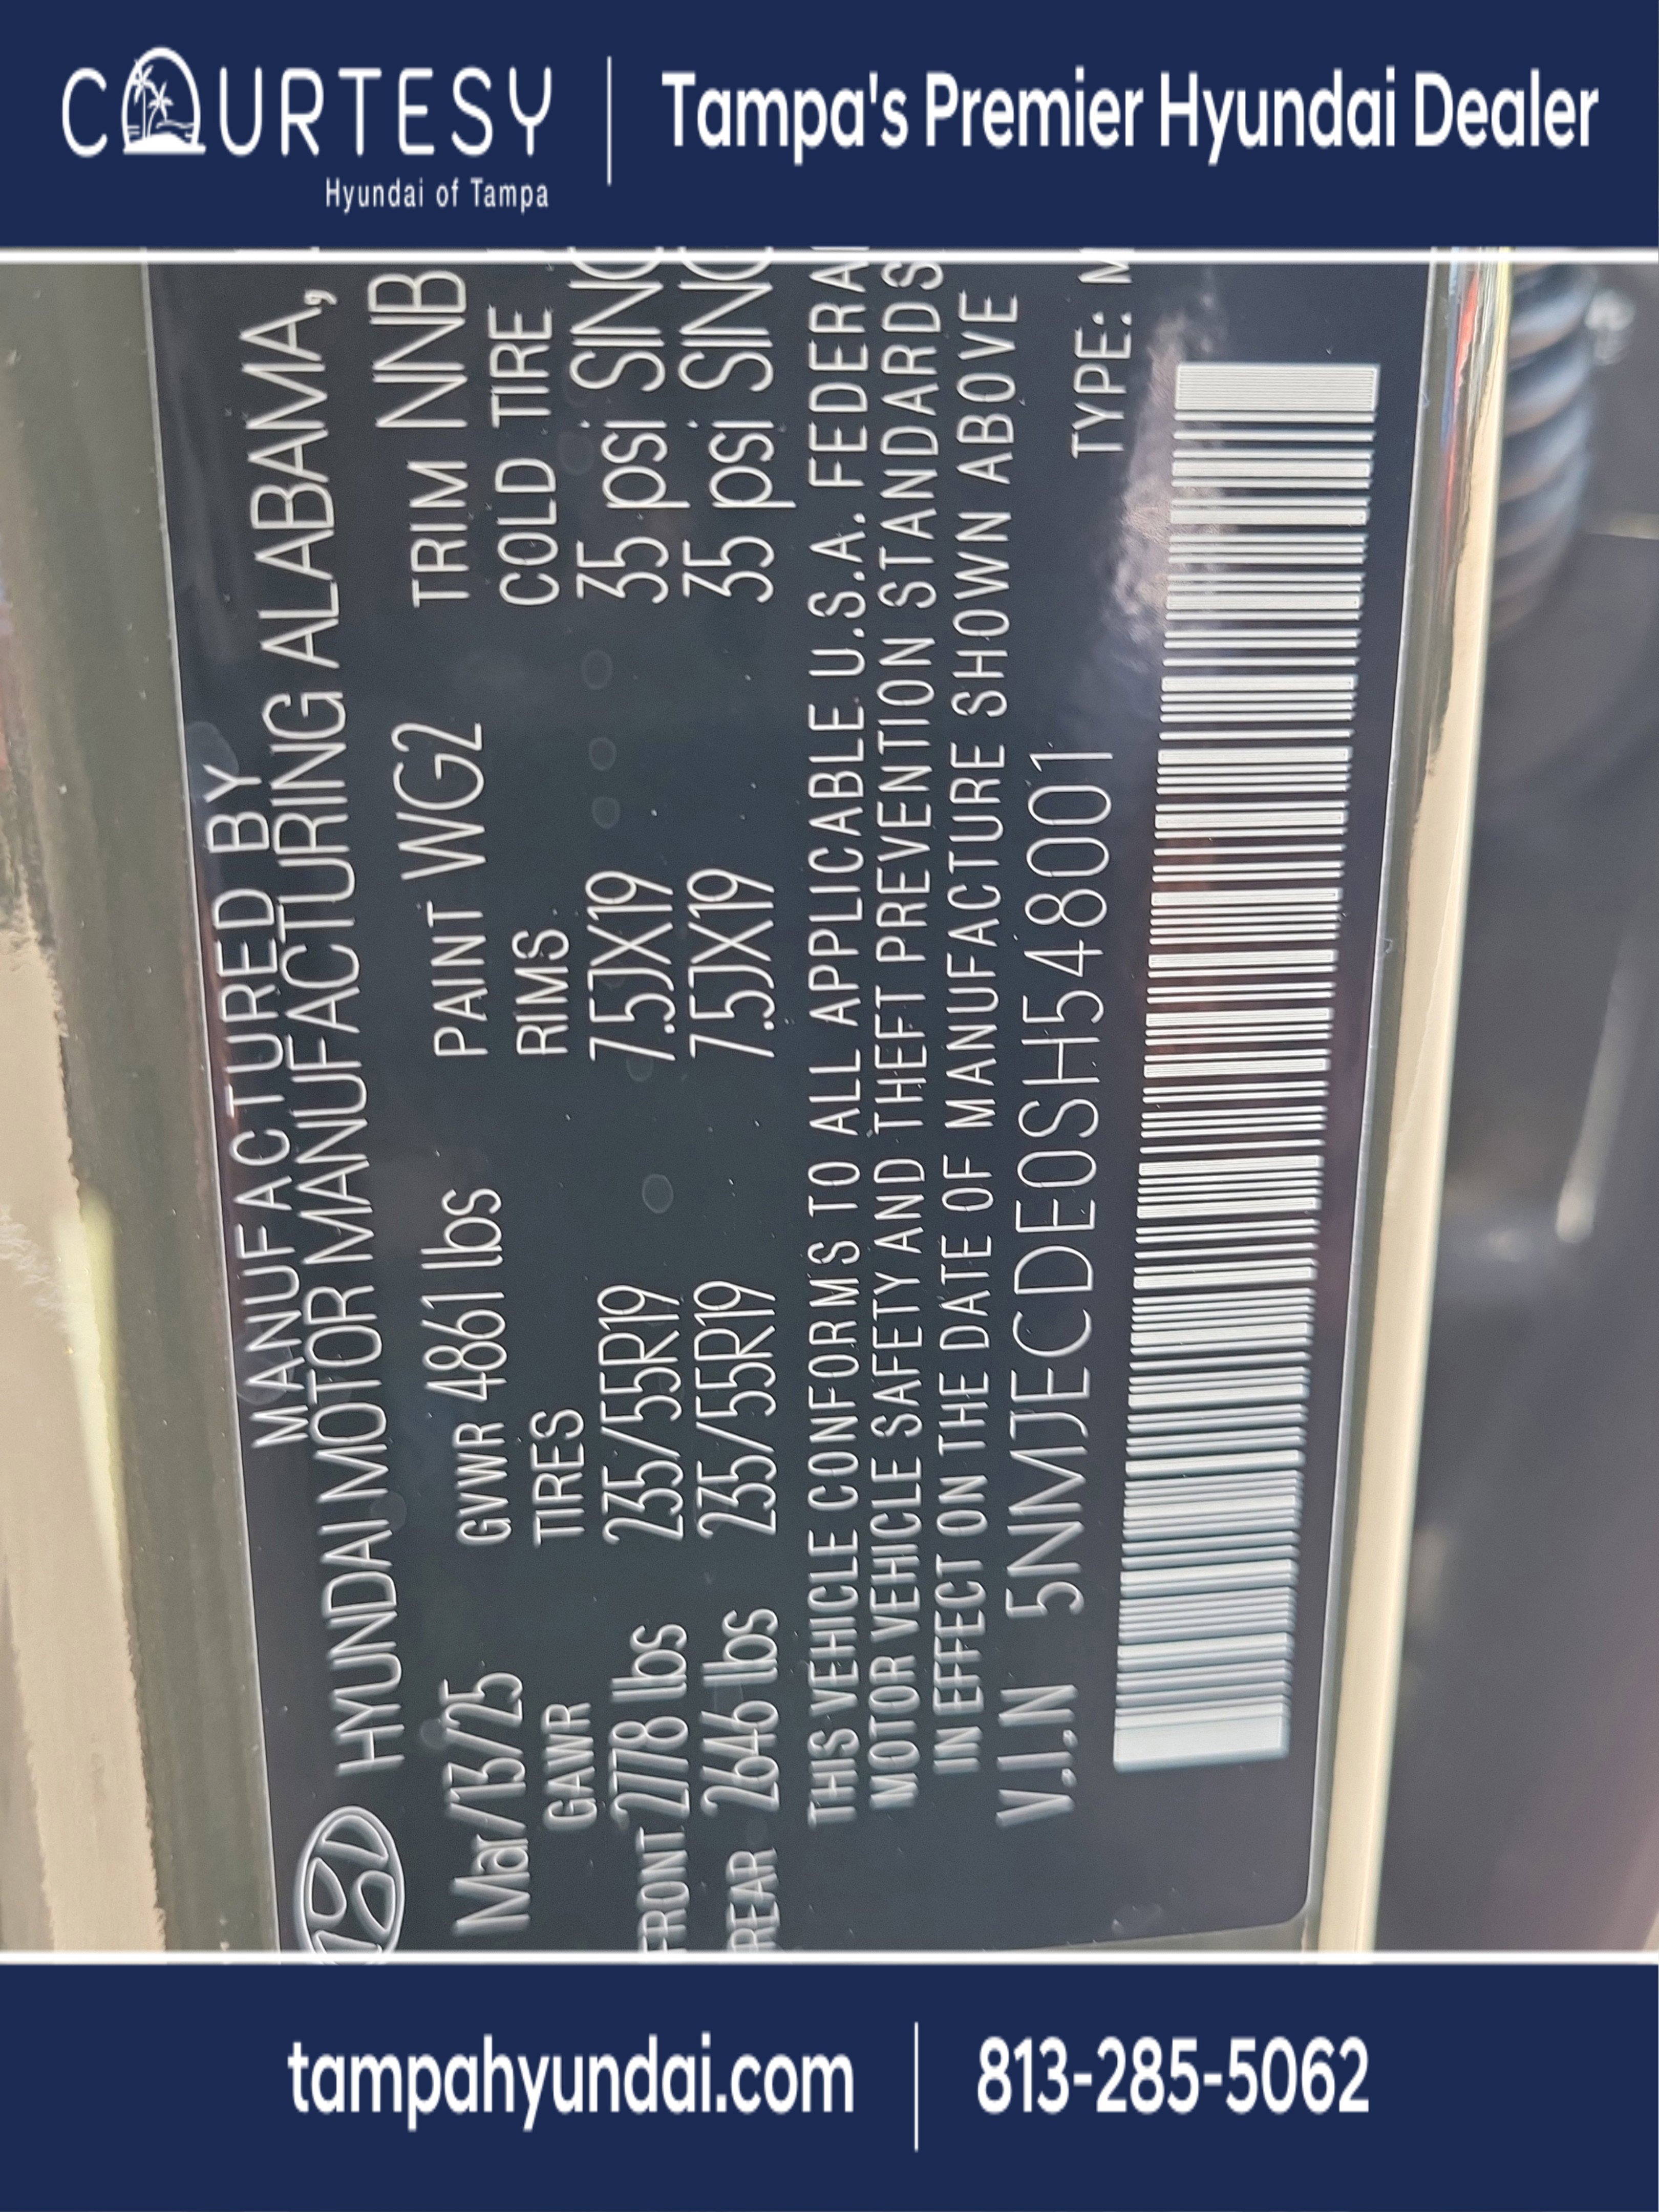 COURTESY
Hyundai of Tampa
Tampa's Premier Hyundai Dealer
MANUFACTURED BY
HYUNDAI MOTOR MANUFACTURING ALABAMA,
Mar/13/25 GVWR 4861 lbs PAINT WG2 TRIM NNB
GAWR TIRES RIMS COLD TIRE
FRONT 2778 lbs 235/55R19 7.5JX19 35 psi SING
REAR 2646 lbs 235/55R19 7.5JX19 35 psi SING
THIS VEHICLE CONFORMS TO ALL APPLICABLE U.S.A. FEDERA
MOTOR VEHICLE SAFETY AND THEFT PREVENTION STANDARDS
IN EFFECT ON THE DATE OF MANUFACTURE SHOWN ABOVE
V.I.N 5NMJECDE0SH548001 TYPE: M
tampahyundai.com
813-285-5062